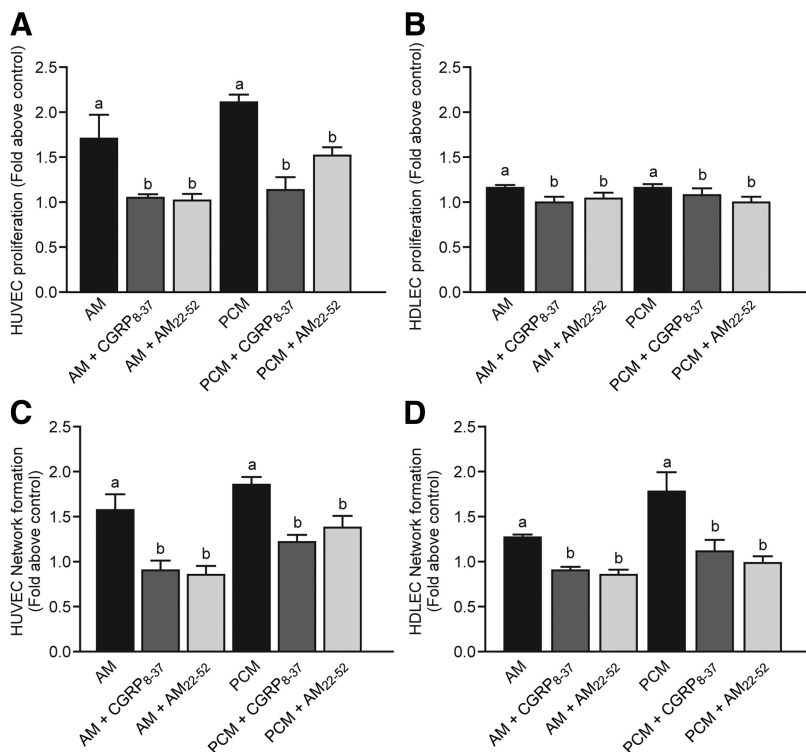 A
HUVEC proliferation (Fold above control)
2.5
2.0
1.5
1.0
0.5
0.0
a
b
b
a
b
b
AM
AM + CGRP8-37
AM + AM22-52
PCM
PCM + CGRP8-37
PCM + AM22-52
B
HDLEC proliferation (Fold above control)
2.5
2.0
1.5
1.0
0.5
0.0
a
b
b
a
b
b
AM
AM + CGRP8-37
AM + AM22-52
PCM
PCM + CGRP8-37
PCM + AM22-52
C
HUVEC Network formation
(Fold above control)
2.5
2.0
1.5
1.0
0.5
0.0
a
b
b
a
b
b
AM
AM + CGRP8-37
AM + AM22-52
PCM
PCM + CGRP8-37
PCM + AM22-52
D
HDLEC Network formation
(Fold above control)
2.5
2.0
1.5
1.0
0.5
0.0
a
b
b
a
b
b
AM
AM + CGRP8-37
AM + AM22-52
PCM
PCM + CGRP8-37
PCM + AM22-52